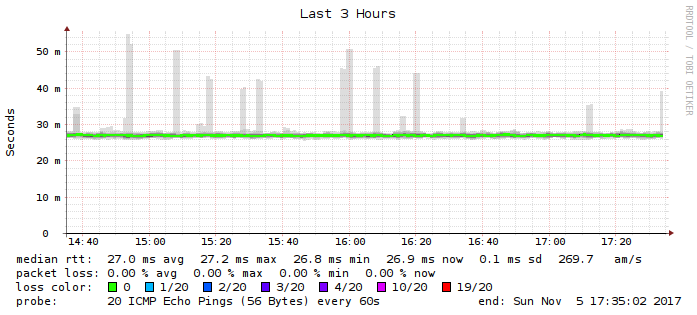 Last 3 Hours
RRDTOOL / TOBI OETIKER
Seconds
50 m
40 m
30 m
20 m
10 m
0
14:40 15:00 15:20 15:40 16:00 16:20 16:40 17:00 17:20
median rtt: 27.0 ms avg 27.2 ms max 26.8 ms min 26.9 ms now 0.1 ms sd 269.7 am/s
packet loss: 0.00 % avg 0.00 % max 0.00 % min 0.00 % now
loss color: 0 1/20 2/20 3/20 4/20 10/20 19/20
probe: 20 ICMP Echo Pings (56 Bytes) every 60s end: Sun Nov 5 17:35:02 2017